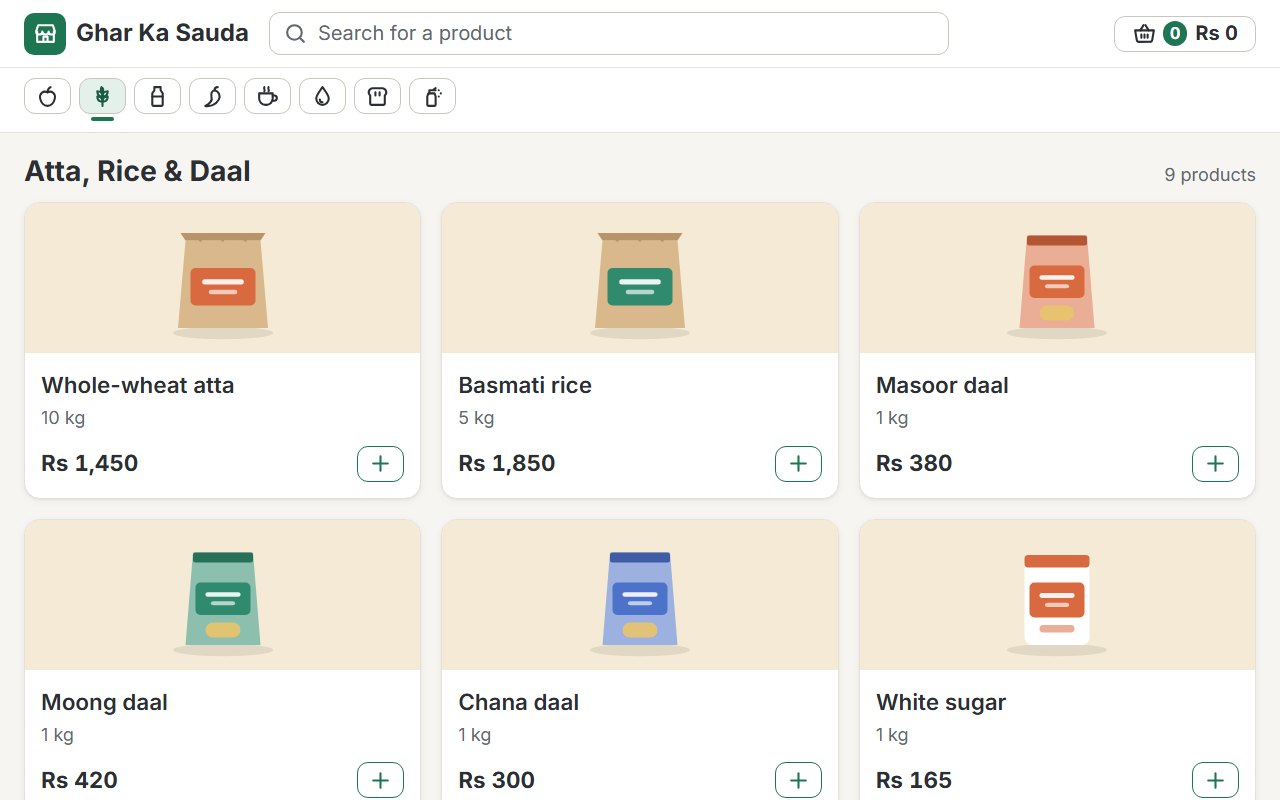 Ghar Ka Sauda
Search for a product
0 Rs 0
Atta, Rice & Daal
9 products
Whole-wheat atta
10 kg
Rs 1,450
Basmati rice
5 kg
Rs 1,850
Masoor daal
1 kg
Rs 380
Moong daal
1 kg
Rs 420
Chana daal
1 kg
Rs 300
White sugar
1 kg
Rs 165